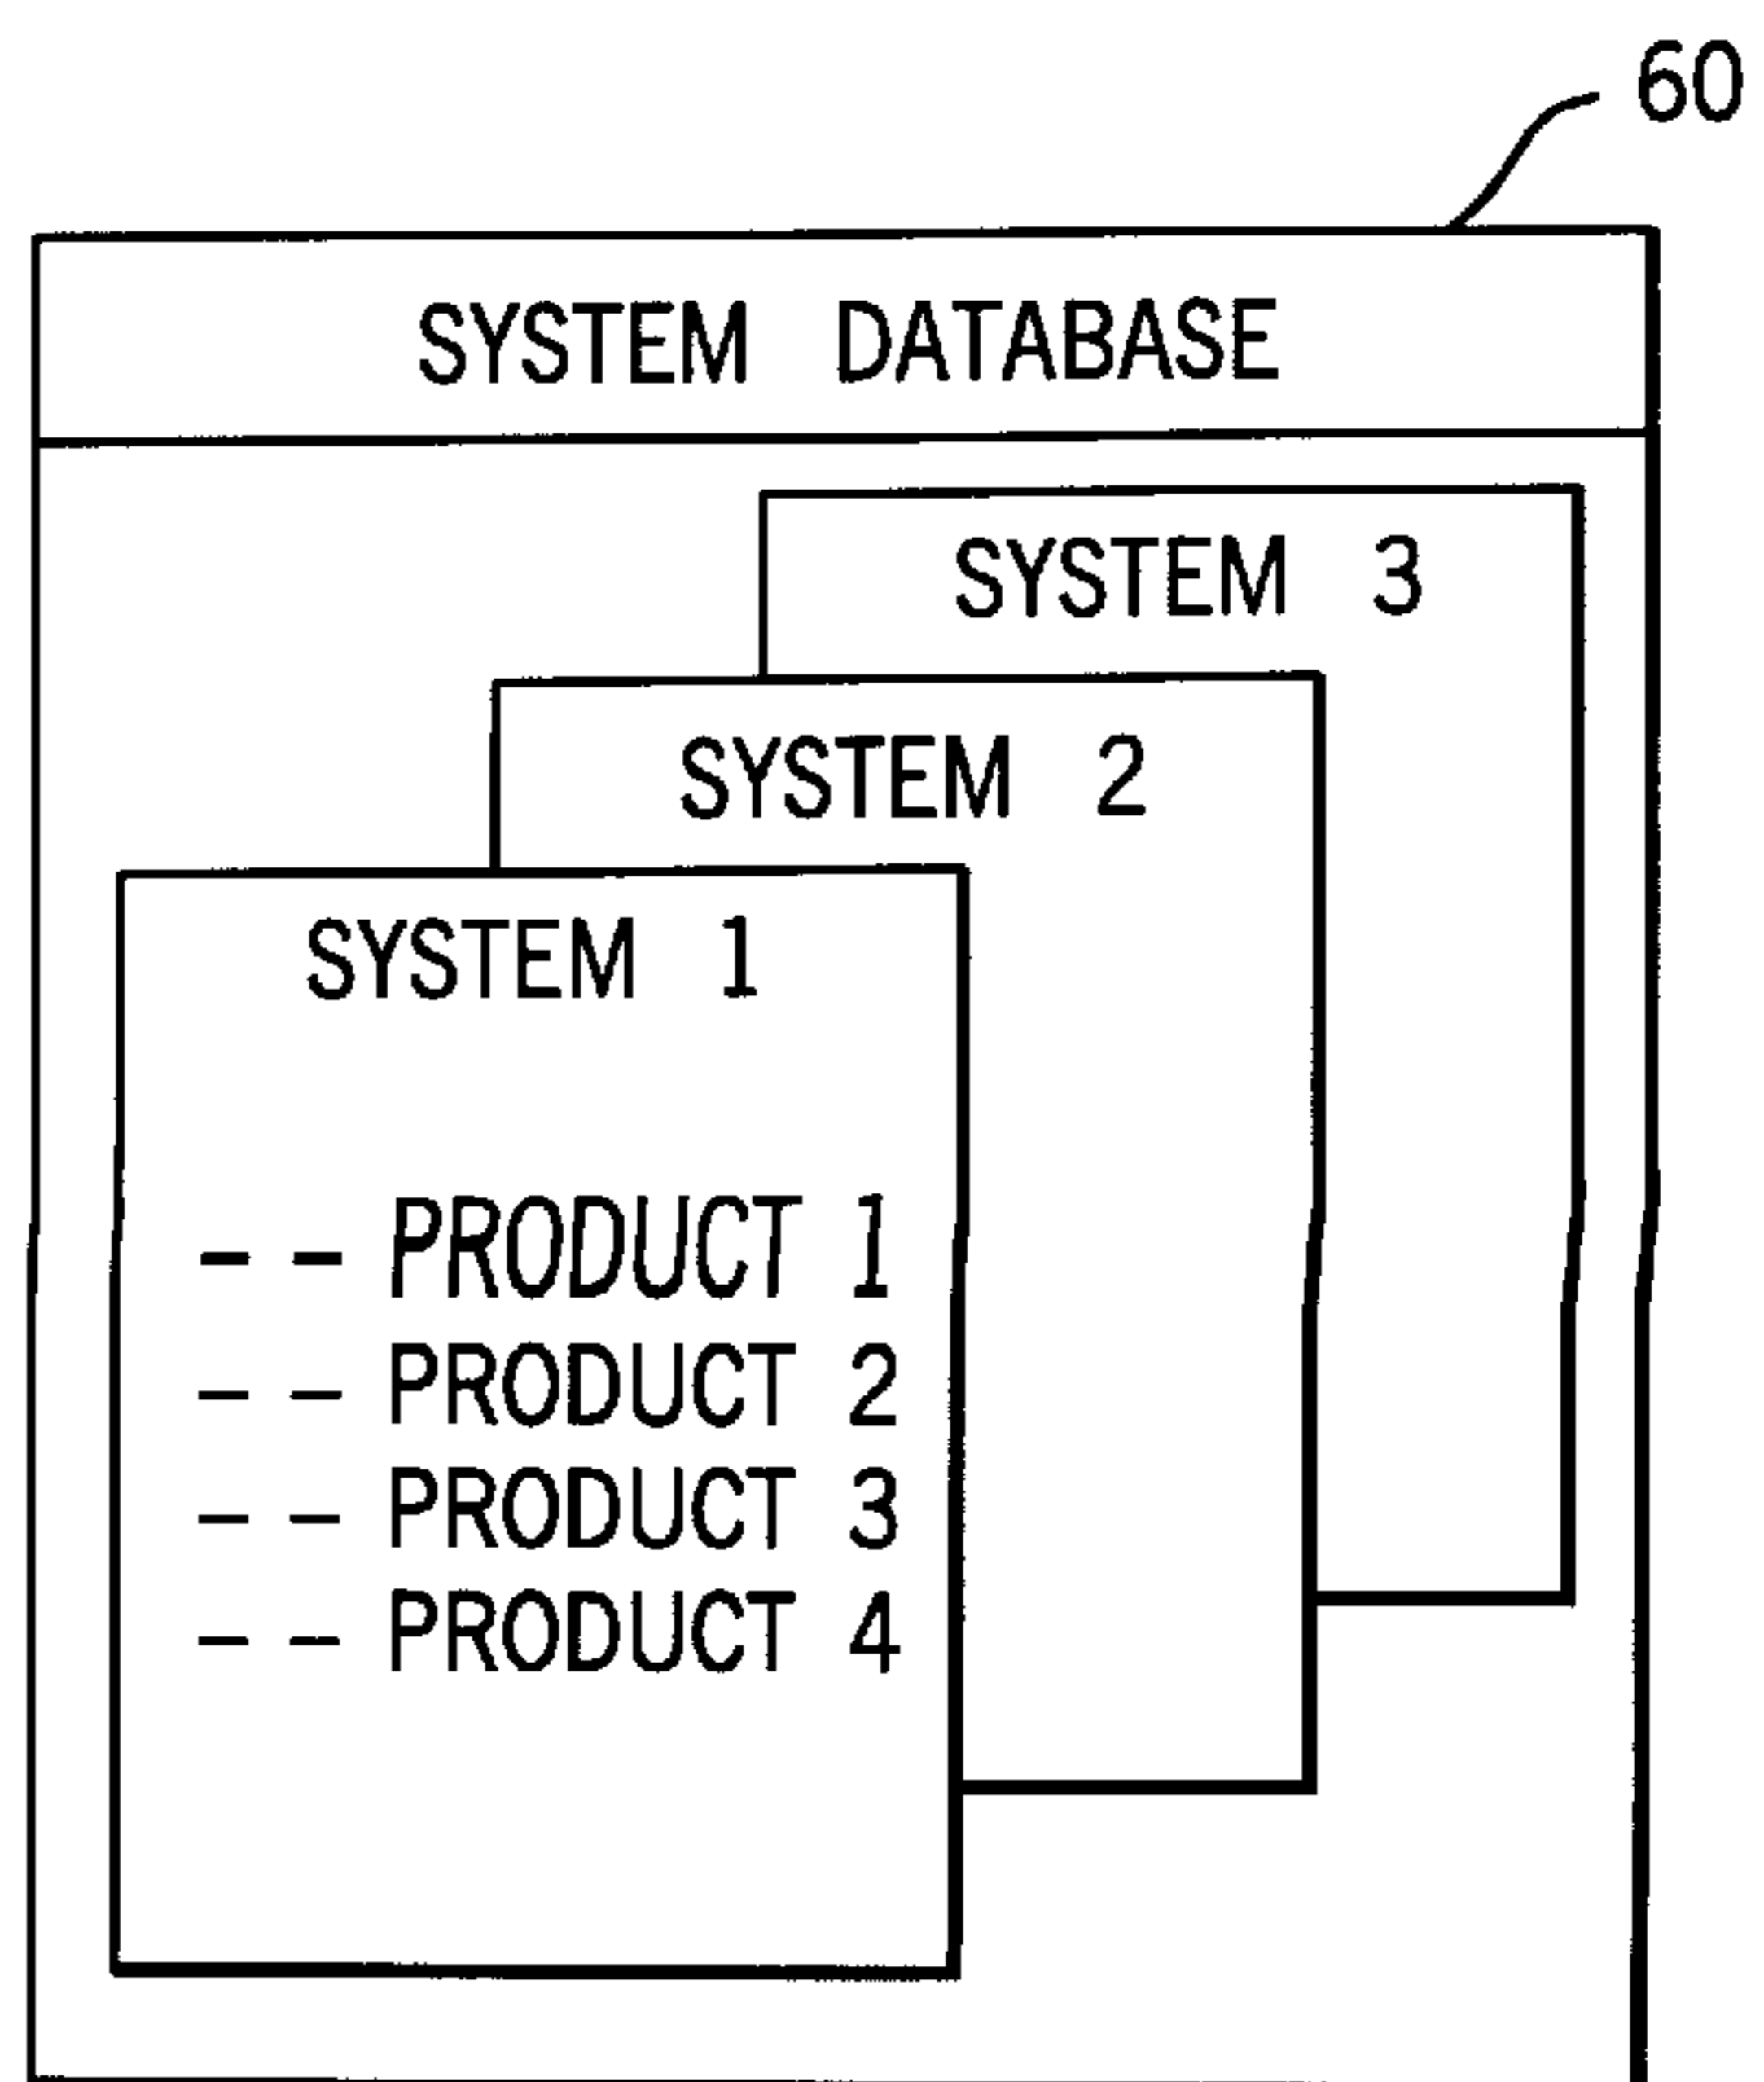 60
SYSTEM DATABASE
SYSTEM 3
SYSTEM 2
SYSTEM 1
-- PRODUCT 1
-- PRODUCT 2
-- PRODUCT 3
-- PRODUCT 4